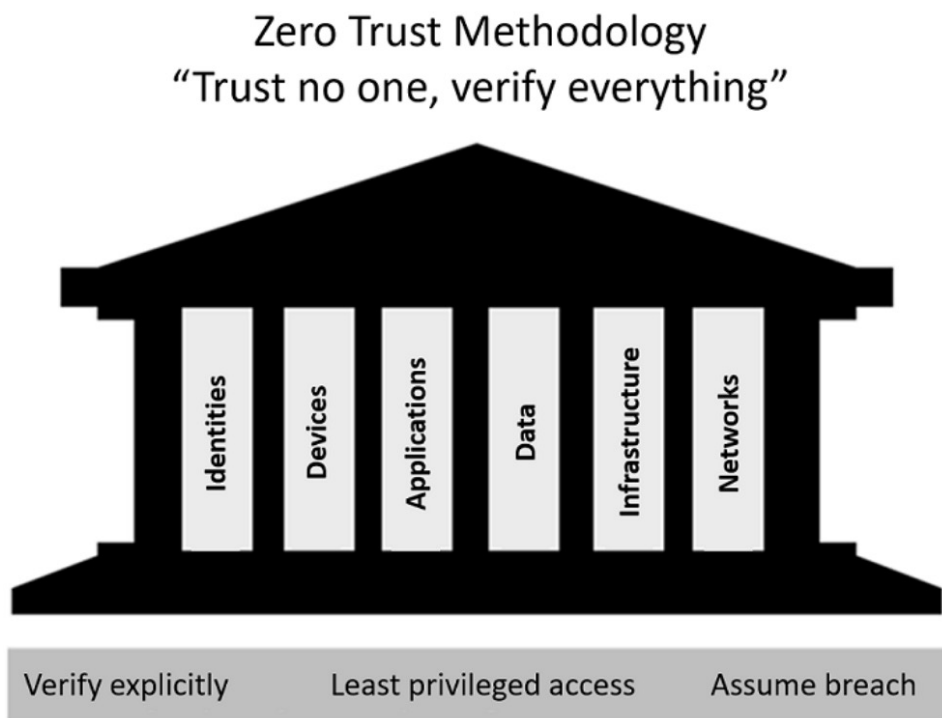 Zero Trust Methodology
“Trust no one, verify everything”
Identities
Devices
Applications
Data
Infrastructure
Networks
Verify explicitly
Least privileged access
Assume breach